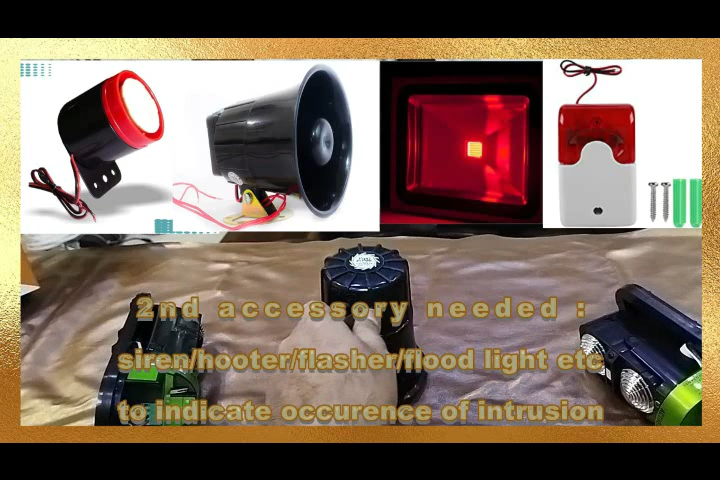 2nd accessory needed :
siren/hooter/flasher/flood light etc
to indicate occurence of intrusion